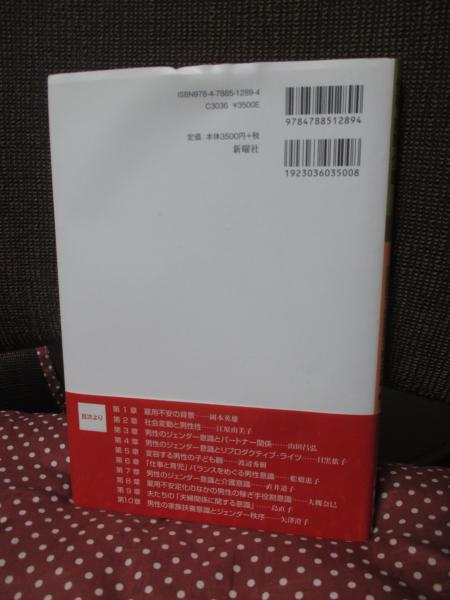 ISBN978-4-7885-1289-4
C3036 ¥3500E
定価:本体3500円+税
新曜社
9784788512894
1923036035008
目次より
第1章 雇用不安の背景──岡本英雄
第2章 社会変動と男性性──江原由美子
第3章 男性のジェンダー意識とパートナー関係──山田昌弘
第4章 男性のジェンダー意識とリプロダクティブ・ライツ──目黒依子
第5章 変容する男性の子ども観──渡辺秀樹
第6章 「仕事と育児」バランスをめぐる男性意識──舩橋惠子
第7章 男性のジェンダー意識と介護意識──直井道子
第8章 雇用不安定化のなかの男性の稼ぎ手役割意識──大槻奈巳
第9章 夫たちの「夫婦関係に関する意識」──島直子
第10章 男性の家族扶養意識とジェンダー秩序──矢澤澄子